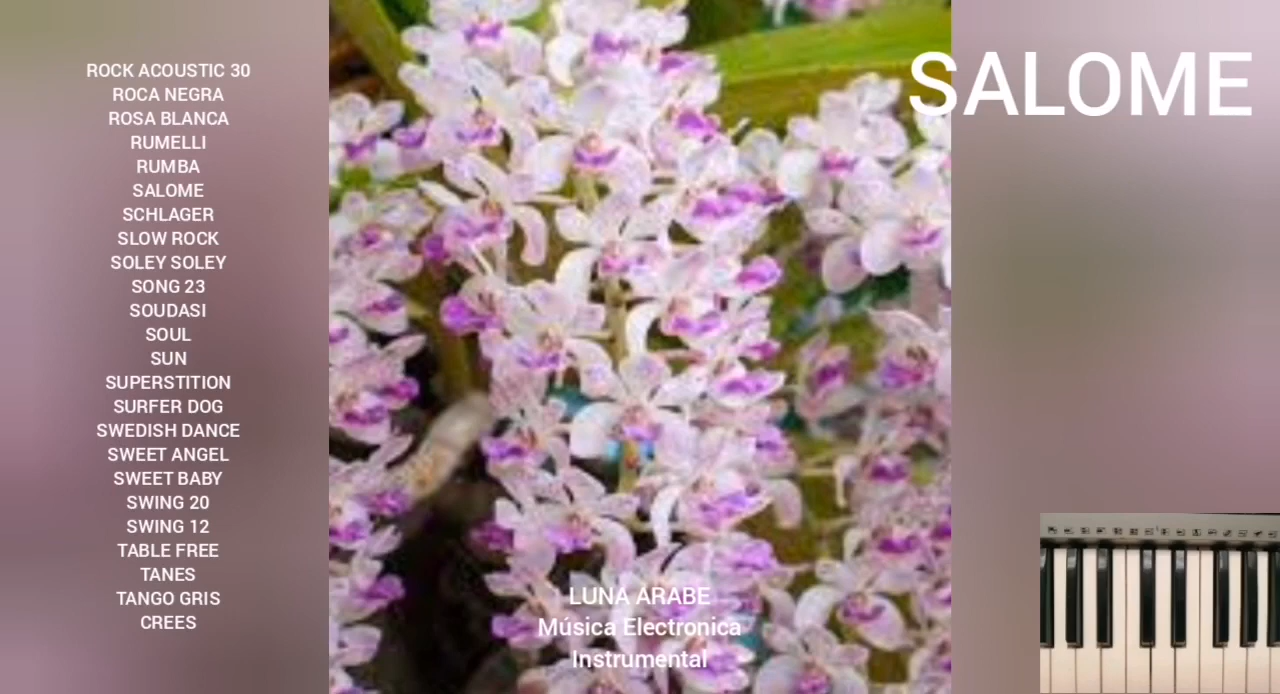 ROCK ACOUSTIC 30
ROCA NEGRA
ROSA BLANCA
RUMELLI
RUMBA
SALOME
SCHLAGER
SLOW ROCK
SOLEY SOLEY
SONG 23
SOUDASI
SOUL
SUN
SUPERSTITION
SURFER DOG
SWEDISH DANCE
SWEET ANGEL
SWEET BABY
SWING 20
SWING 12
TABLE FREE
TANES
TANGO GRIS
CREES
SALOME
LUNA ARABE
Música Electronica
Instrumental